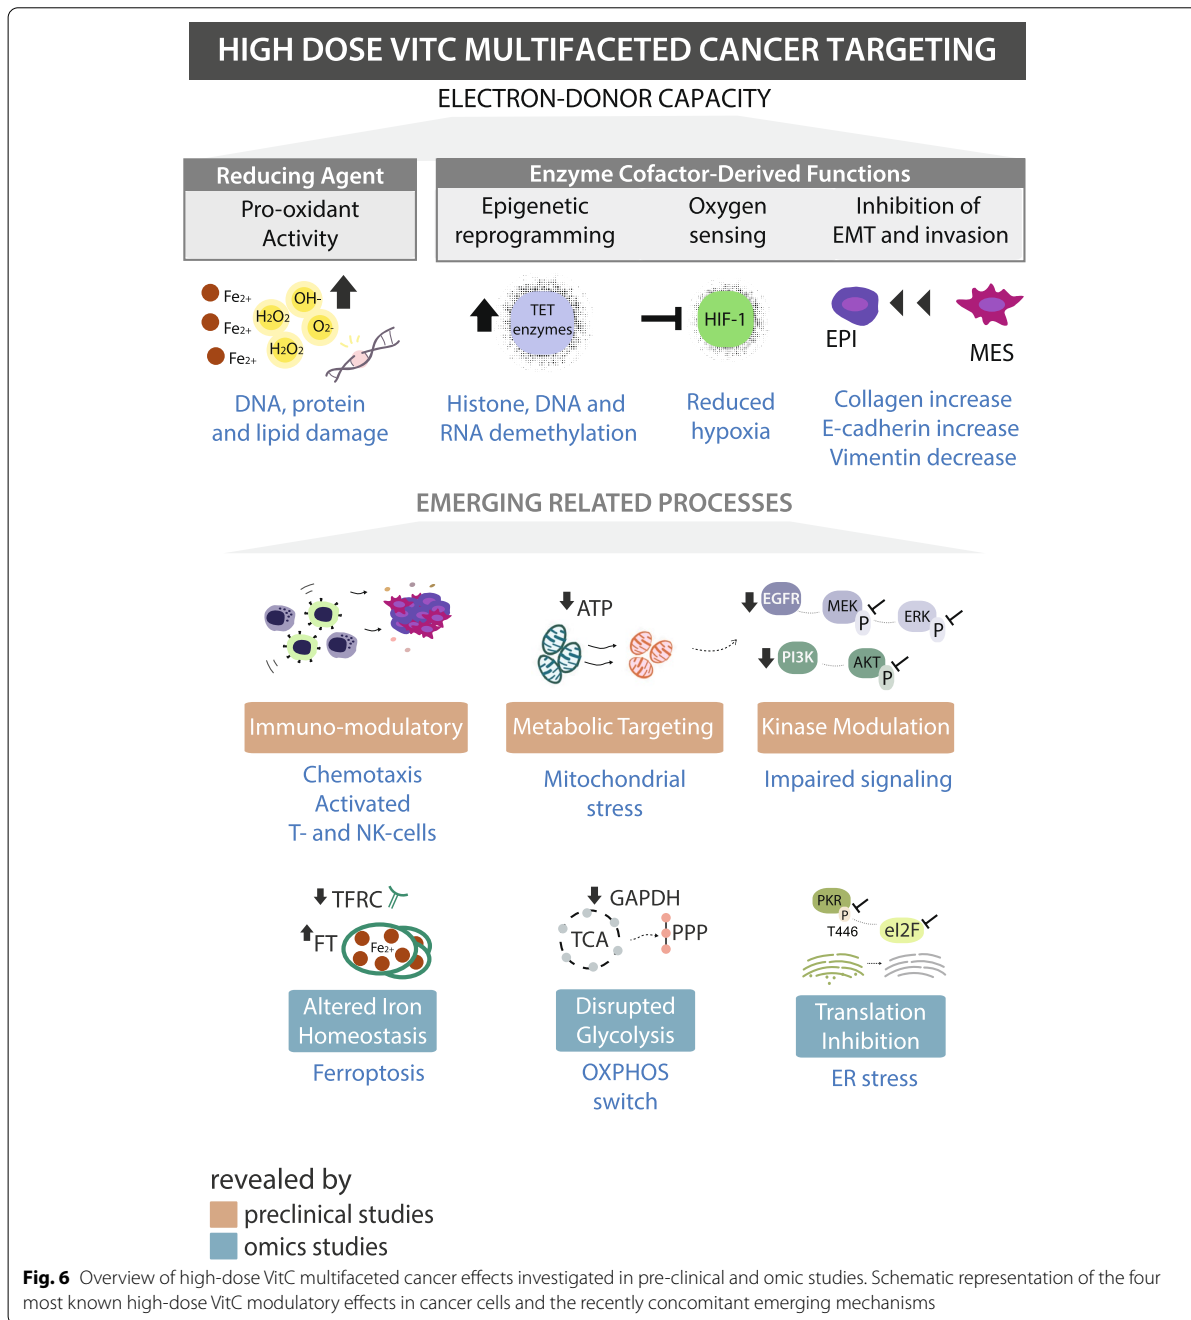 HIGH DOSE VITC MULTIFACETED CANCER TARGETING
ELECTRON-DONOR CAPACITY
Reducing Agent
Pro-oxidant
Activity
Enzyme Cofactor-Derived Functions
Epigenetic
reprogramming
Oxygen
sensing
Inhibition of
EMT and invasion
Fe2+
Fe2+
Fe2+
OH-
H2O2
O2-
H2O2
DNA, protein
and lipid damage
TET
enzymes
Histone, DNA and
RNA demethylation
HIF-1
Reduced
hypoxia
EPI
MES
Collagen increase
E-cadherin increase
Vimentin decrease
EMERGING RELATED PROCESSES
Immuno-modulatory
Chemotaxis
Activated
T- and NK-cells
ATP
Metabolic Targeting
Mitochondrial
stress
EGFR
MEK
P
ERK
P
PI3K
AKT
P
Kinase Modulation
Impaired signaling
TFRC
FT
Fe2+
Altered Iron
Homeostasis
Ferroptosis
GAPDH
TCA
PPP
Disrupted
Glycolysis
OXPHOS
switch
PKR
P
T446
eI2F
Translation
Inhibition
ER stress
revealed by
preclinical studies
omics studies
Fig. 6 Overview of high-dose VitC multifaceted cancer effects investigated in pre-clinical and omic studies. Schematic representation of the four
most known high-dose VitC modulatory effects in cancer cells and the recently concomitant emerging mechanisms